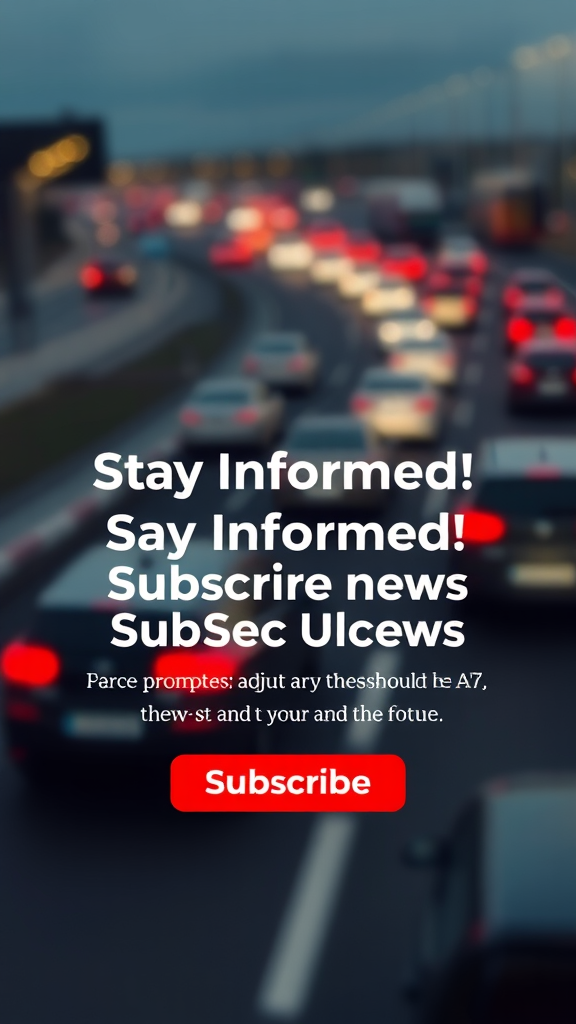 Stay Informed!
Say Informed!
Subscrire news
SubSec Ulcews
Parce promptes; adjut ary thesshould he A7,
thew-st and t your and the fotue.
Subscribe